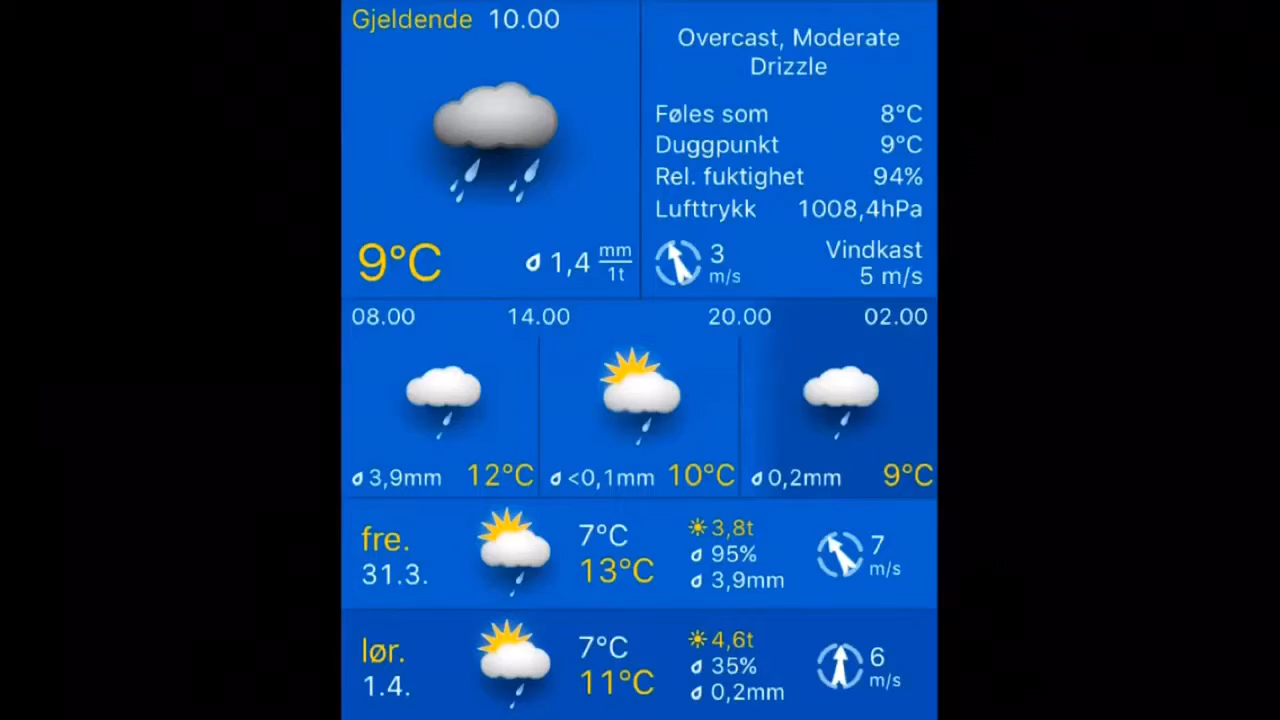 Gjeldende 10.00
9°C
1,4 mm
1t
Overcast, Moderate
Drizzle
Føles som 8°C
Duggpunkt 9°C
Rel. fuktighet 94%
Lufttrykk 1008,4hPa
3 m/s
Vindkast
5 m/s
08.00 14.00 20.00 02.00
3,9mm 12°C <0,1mm 10°C 0,2mm 9°C
fre.
31.3.
7°C
13°C
3,8t
95%
3,9mm
7
m/s
lør.
1.4.
7°C
11°C
4,6t
35%
0,2mm
6
m/s